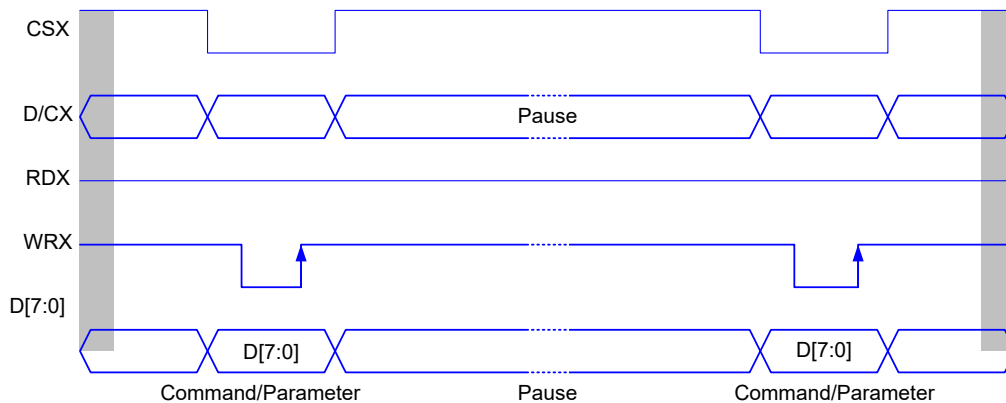 CSX
D/CX
Pause
RDX
WRX
D[7:0]
D[7:0]
D[7:0]
Command/Parameter
Pause
Command/Parameter